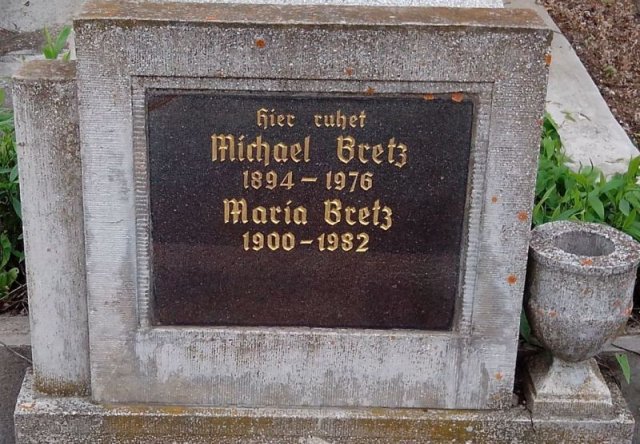 Hier ruhet
Michael Bretz
1894 - 1976
Maria Bretz
1900 - 1982